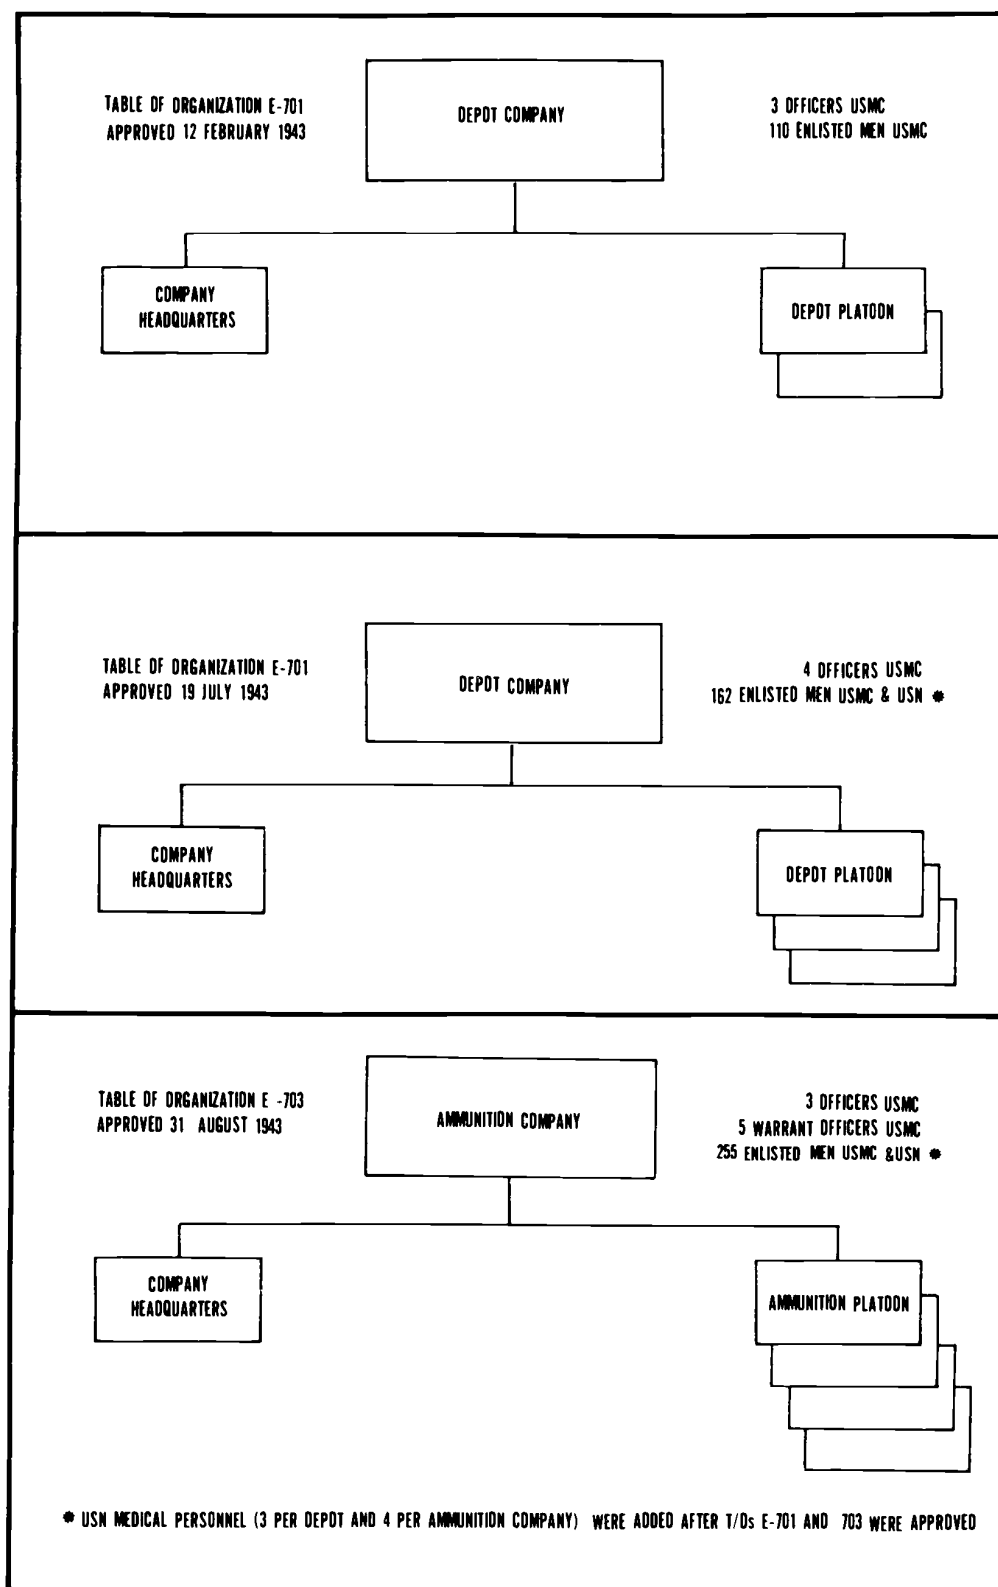 TABLE OF ORGANIZATION E-701
APPROVED 12 FEBRUARY 1943
DEPOT COMPANY
3 OFFICERS USMC
110 ENLISTED MEN USMC
COMPANY
HEADQUARTERS
DEPOT PLATOON
TABLE OF ORGANIZATION E-701
APPROVED 19 JULY 1943
DEPOT COMPANY
4 OFFICERS USMC
162 ENLISTED MEN USMC & USN *
COMPANY
HEADQUARTERS
DEPOT PLATOON
TABLE OF ORGANIZATION E -703
APPROVED 31 AUGUST 1943
AMMUNITION COMPANY
3 OFFICERS USMC
5 WARRANT OFFICERS USMC
255 ENLISTED MEN USMC &USN *
COMPANY
HEADQUARTERS
AMMUNITION PLATOON
* USN MEDICAL PERSONNEL (3 PER DEPOT AND 4 PER AMMUNITION COMPANY) WERE ADDED AFTER T/Os E-701 AND 703 WERE APPROVED